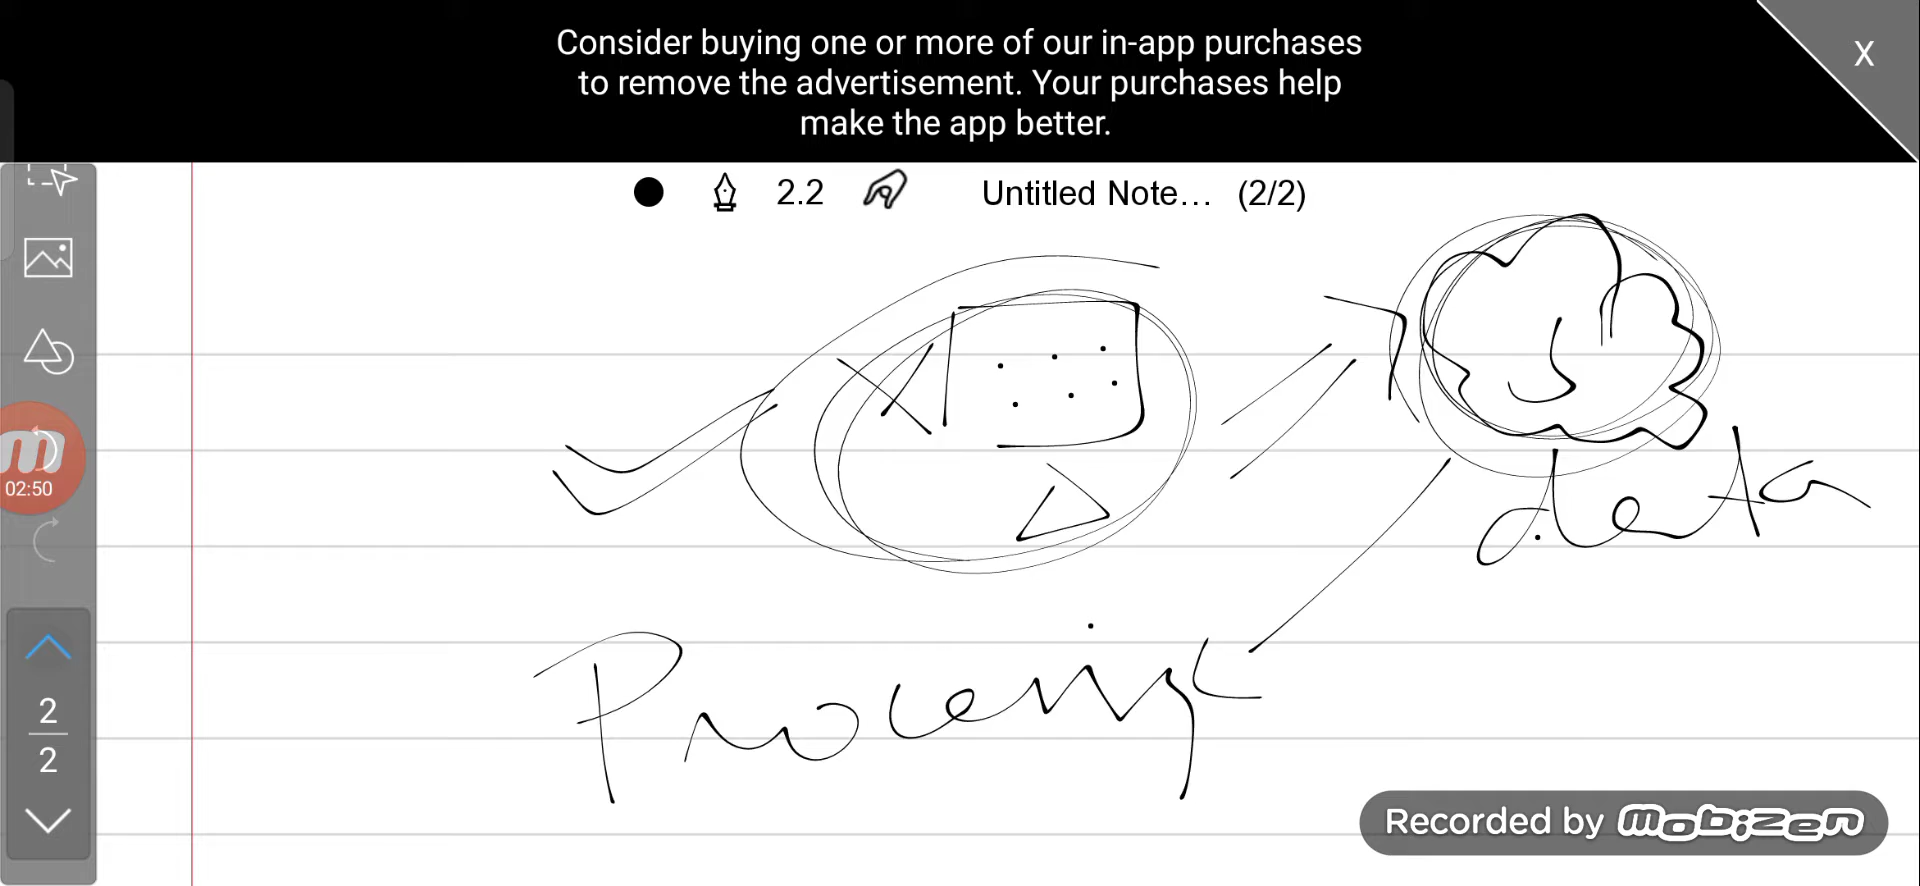 Consider buying one or more of our in-app purchases
to remove the advertisement. Your purchases help
make the app better.
X
2.2 Untitled Note... (2/2)
02:50
data
2
2
Recorded by mobizen